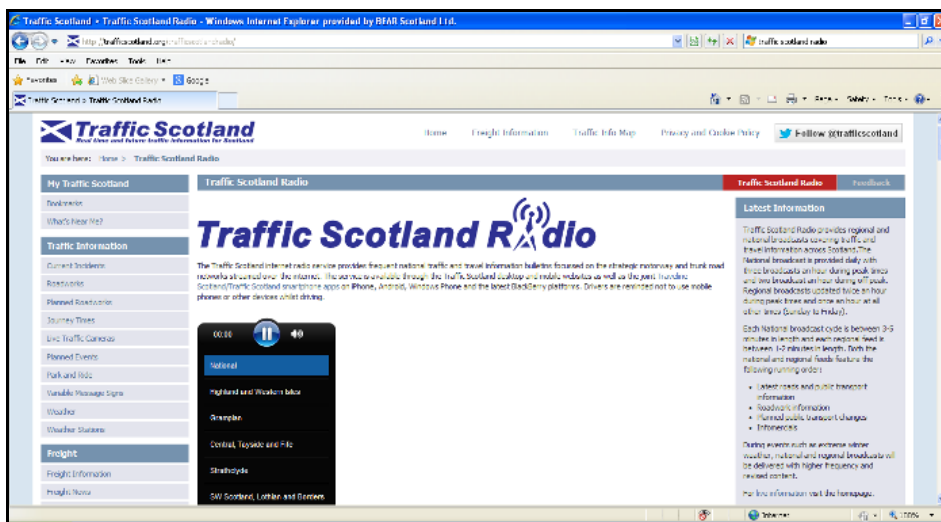 Traffic Scotland • Traffic Scotland Radio - Windows Internet Explorer provided by BEAR Scotland Ltd.
http://trafficscotland.org/trafficscotlandradio/
traffic scotland radio
File Edit View Favorites Tools Help
Favorites Web Slice Gallery Google
Traffic Scotland > Traffic Scotland Radio
Page Safety Tools
Traffic Scotland
Real time and future traffic information for Scotland
Home Freight Information Traffic Info Map Privacy and Cookie Policy Follow @trafficscotland
You are here: Home > Traffic Scotland Radio
My Traffic Scotland
Bookmarks
What's Near Me?
Traffic Information
Current Incidents
Roadworks
Planned Roadworks
Journey Times
Live Traffic Cameras
Planned Events
Park and Ride
Variable Message Signs
Weather
Weather Stations
Freight
Freight Information
Freight News
Traffic Scotland Radio
Traffic Scotland Radio Feedback
Traffic Scotland Radio
The Traffic Scotland internet radio service provides frequent national traffic and travel information bulletins focussed on the strategic motorway and trunk road
networks streamed over the internet. The service is available through the Traffic Scotland desktop and mobile websites as well as the joint Traveline
Scotland/Traffic Scotland smartphone apps on iPhone, Android, Windows Phone and the latest BlackBerry platforms. Drivers are reminded not to use mobile
phones or other devices whilst driving.
00:00
National
Highland and Western Isles
Grampian
Central, Tayside and Fife
Strathclyde
SW Scotland, Lothian and Borders
Latest Information
Traffic Scotland Radio provides regional and
national broadcasts covering traffic and
travel information across Scotland. The
National broadcast is provided daily with
three broadcasts an hour during peak times
and two broadcast an hour during off peak.
Regional broadcasts updated twice an hour
during peak times and once an hour at all
other times (Sunday to Friday).
Each National broadcast cycle is between 3-5
minutes in length and each regional feed is
between 1-2 minutes in length. Both the
national and regional feeds feature the
following running order:
• Latest roads and public transport
information
• Roadwork information
• Planned public transport changes
• Infomercials
During events such as extreme winter
weather, national and regional broadcasts will
be delivered with higher frequency and
revised content.
For live information visit the homepage.
Internet 100%